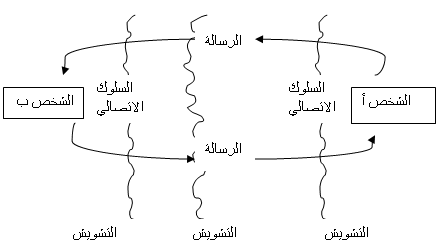 الرسالة
الشخص أ
السلوك
الاتصالي
السلوك
الاتصالي
الشخص ب
الرسالة
التشويش
التشويش
التشويش